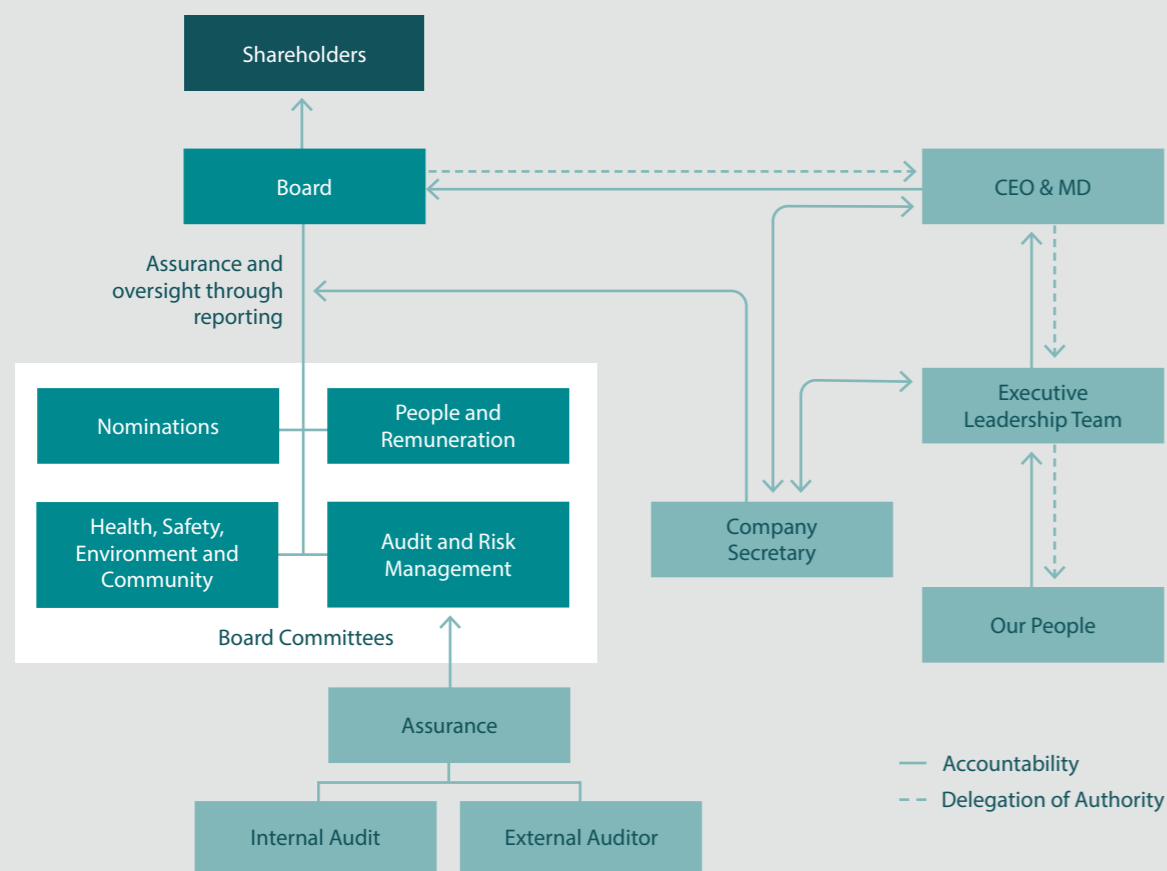 Shareholders
Board
CEO & MD
Assurance and
oversight through
reporting
Nominations
People and
Remuneration
Executive
Leadership Team
Health, Safety,
Environment and
Community
Audit and Risk
Management
Company
Secretary
Our People
Board Committees
Assurance
Accountability
Delegation of Authority
Internal Audit
External Auditor